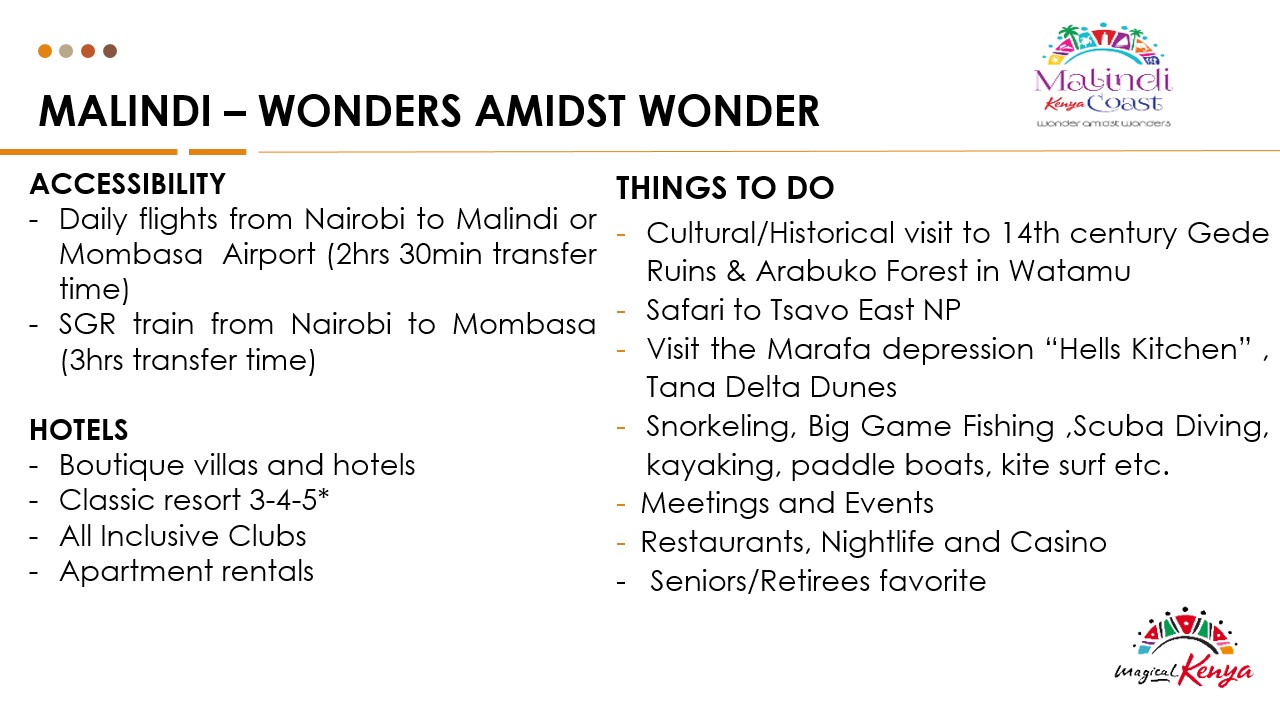 MALINDI – WONDERS AMIDST WONDER
Malindi
Kenya Coast
wonder amidst wonders
ACCESSIBILITY
- Daily flights from Nairobi to Malindi or
Mombasa Airport (2hrs 30min transfer
time)
- SGR train from Nairobi to Mombasa
(3hrs transfer time)
HOTELS
- Boutique villas and hotels
- Classic resort 3-4-5*
- All Inclusive Clubs
- Apartment rentals
THINGS TO DO
- Cultural/Historical visit to 14th century Gede
Ruins & Arabuko Forest in Watamu
- Safari to Tsavo East NP
- Visit the Marafa depression “Hells Kitchen” ,
Tana Delta Dunes
- Snorkeling, Big Game Fishing ,Scuba Diving,
kayaking, paddle boats, kite surf etc.
- Meetings and Events
- Restaurants, Nightlife and Casino
- Seniors/Retirees favorite
Magical Kenya